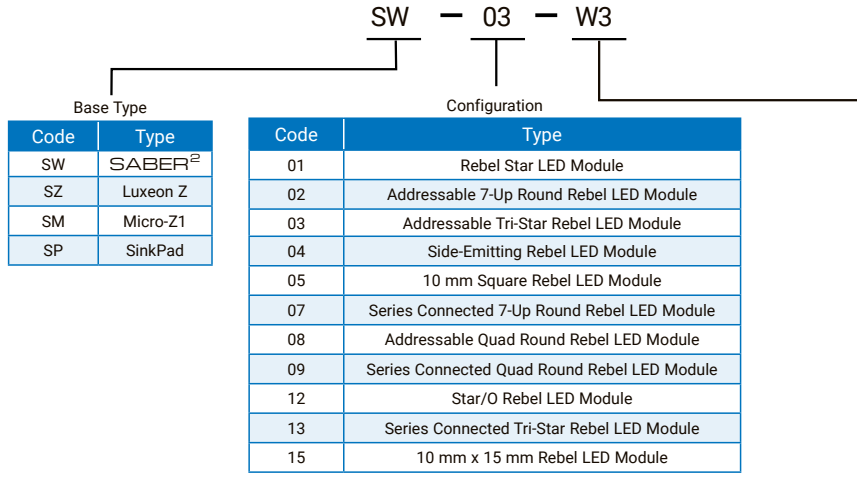 SW - 03 - W3
Base Type
Code Type
SW SABER²
SZ Luxeon Z
SM Micro-Z1
SP SinkPad
Configuration
Code Type
01 Rebel Star LED Module
02 Addressable 7-Up Round Rebel LED Module
03 Addressable Tri-Star Rebel LED Module
04 Side-Emitting Rebel LED Module
05 10 mm Square Rebel LED Module
07 Series Connected 7-Up Round Rebel LED Module
08 Addressable Quad Round Rebel LED Module
09 Series Connected Quad Round Rebel LED Module
12 Star/O Rebel LED Module
13 Series Connected Tri-Star Rebel LED Module
15 10 mm x 15 mm Rebel LED Module